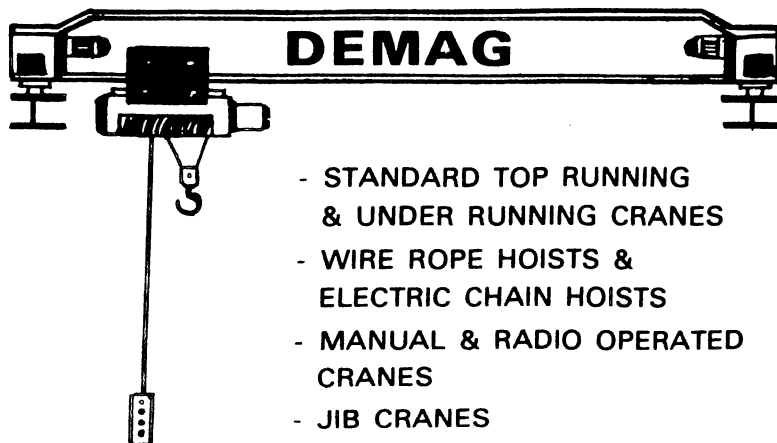 DEMAG
- STANDARD TOP RUNNING
& UNDER RUNNING CRANES
- WIRE ROPE HOISTS &
ELECTRIC CHAIN HOISTS
- MANUAL & RADIO OPERATED
CRANES
- JIB CRANES